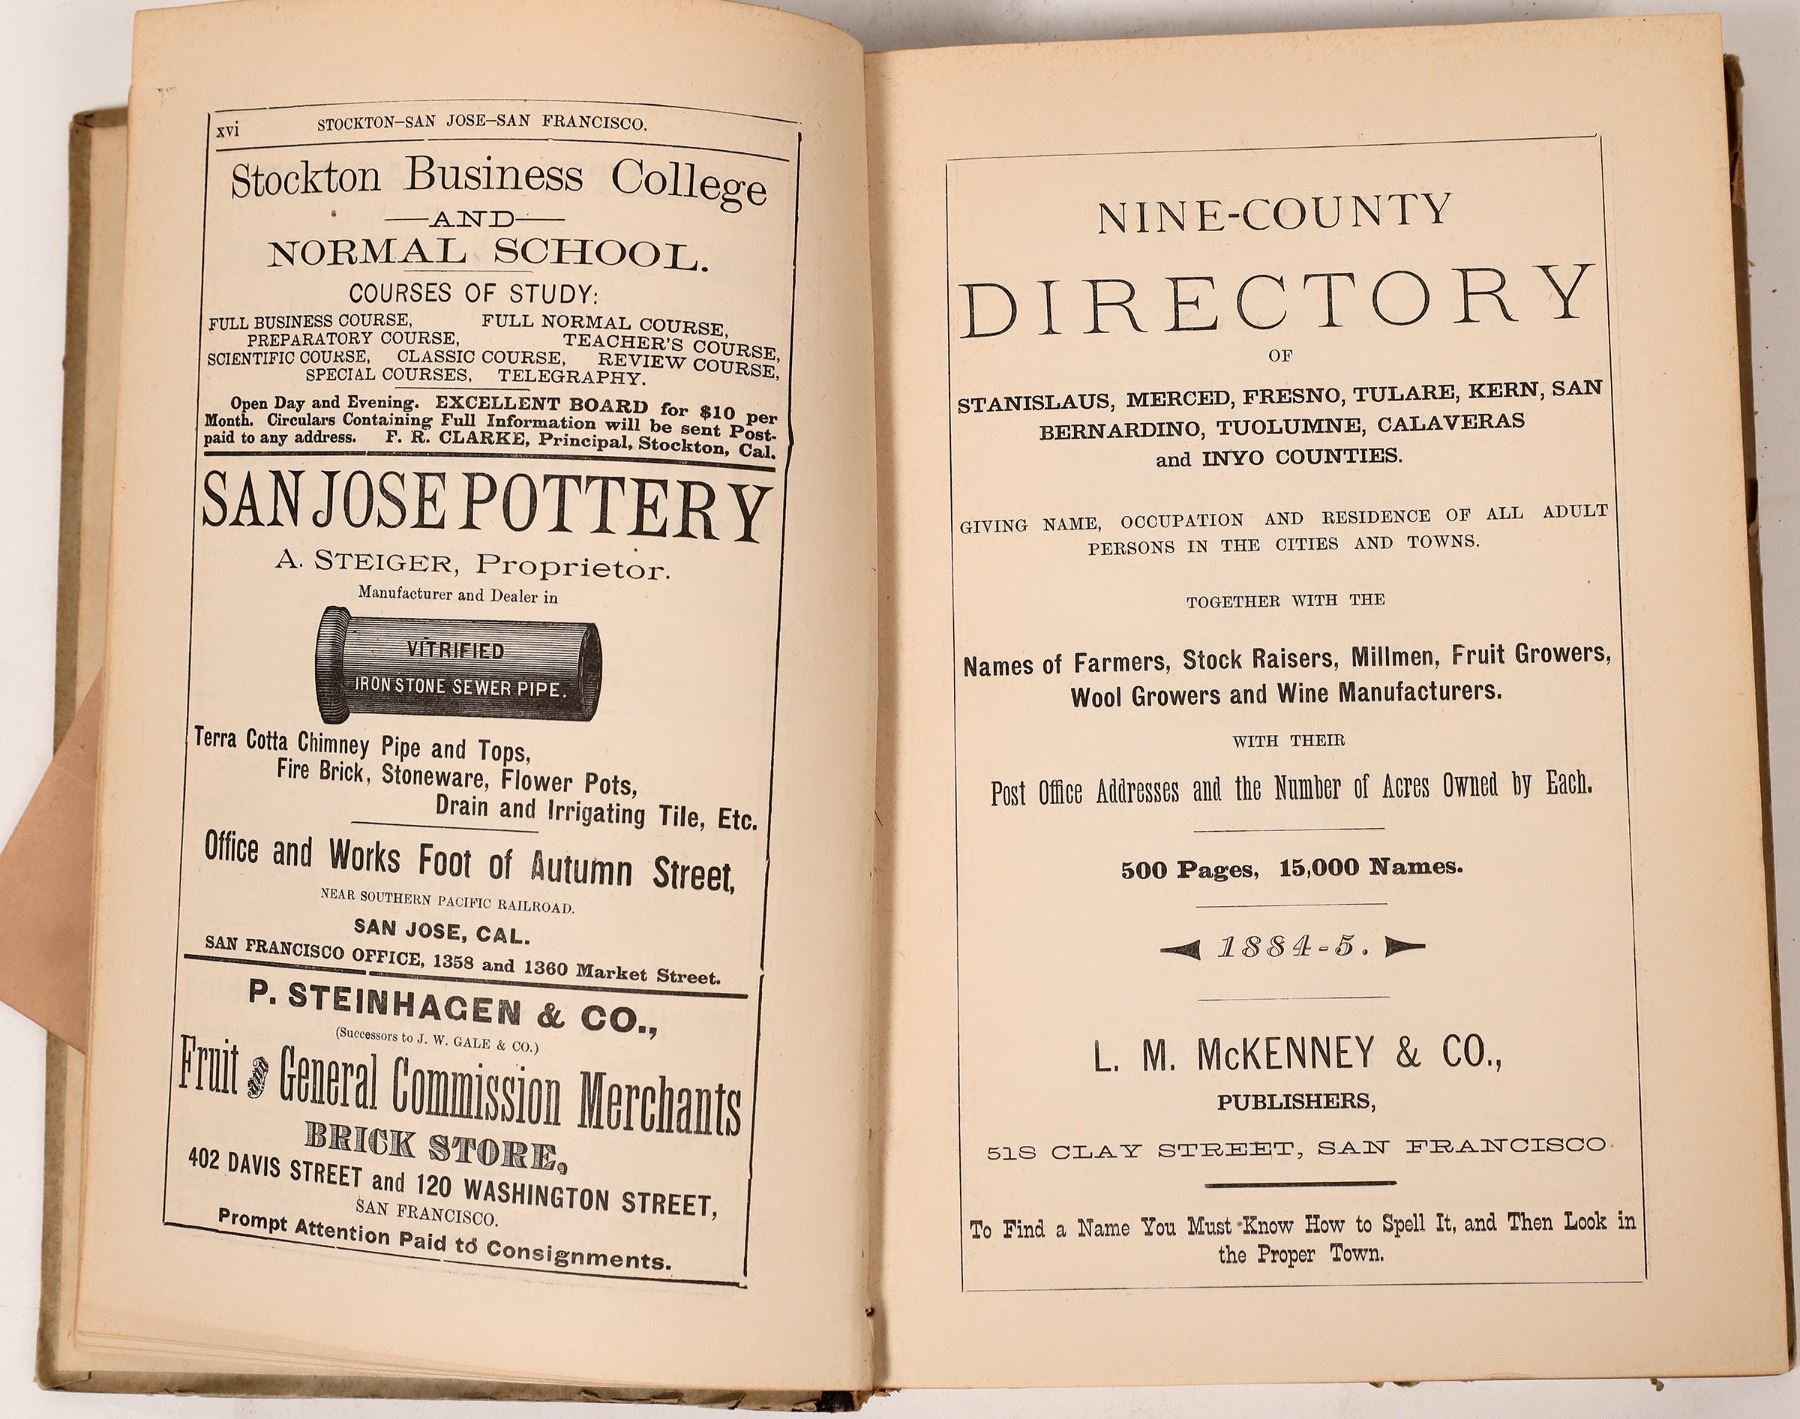 xvi STOCKTON–SAN JOSE–SAN FRANCISCO.
Stockton Business College
AND
NORMAL SCHOOL.
COURSES OF STUDY:
FULL BUSINESS COURSE, FULL NORMAL COURSE,
PREPARATORY COURSE, TEACHER'S COURSE,
SCIENTIFIC COURSE, CLASSIC COURSE, REVIEW COURSE,
SPECIAL COURSES, TELEGRAPHY.
Open Day and Evening. EXCELLENT BOARD for $10 per
Month. Circulars Containing Full Information will be sent Post-
paid to any address. F. R. CLARKE, Principal, Stockton, Cal.
SAN JOSE POTTERY
A. STEIGER, Proprietor.
Manufacturer and Dealer in
VITRIFIED
IRON STONE SEWER PIPE.
Terra Cotta Chimney Pipe and Tops,
Fire Brick, Stoneware, Flower Pots,
Drain and Irrigating Tile, Etc.
Office and Works Foot of Autumn Street,
NEAR SOUTHERN PACIFIC RAILROAD.
SAN JOSE, CAL.
SAN FRANCISCO OFFICE, 1358 and 1360 Market Street.
P. STEINHAGEN & CO.,
(Successors to J. W. GALE & CO.)
Fruit and General Commission Merchants
BRICK STORE,
402 DAVIS STREET and 120 WASHINGTON STREET,
SAN FRANCISCO.
Prompt Attention Paid to Consignments.
NINE-COUNTY
DIRECTORY
OF
STANISLAUS, MERCED, FRESNO, TULARE, KERN, SAN
BERNARDINO, TUOLUMNE, CALAVERAS
and INYO COUNTIES.
GIVING NAME, OCCUPATION AND RESIDENCE OF ALL ADULT
PERSONS IN THE CITIES AND TOWNS.
TOGETHER WITH THE
Names of Farmers, Stock Raisers, Millmen, Fruit Growers,
Wool Growers and Wine Manufacturers.
WITH THEIR
Post Office Addresses and the Number of Acres Owned by Each.
500 Pages, 15,000 Names.
1884-5.
L. M. McKENNEY & CO.,
PUBLISHERS,
518 CLAY STREET, SAN FRANCISCO.
To Find a Name You Must Know How to Spell It, and Then Look in
the Proper Town.